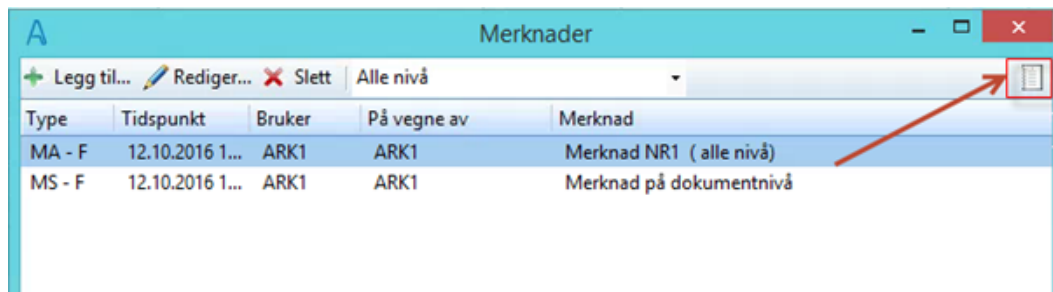 A Merknader
Legg til... Rediger... Slett Alle nivå
Type Tidspunkt Bruker På vegne av Merknad
MA - F 12.10.2016 1... ARK1 ARK1 Merknad NR1 ( alle nivå)
MS - F 12.10.2016 1... ARK1 ARK1 Merknad på dokumentnivå